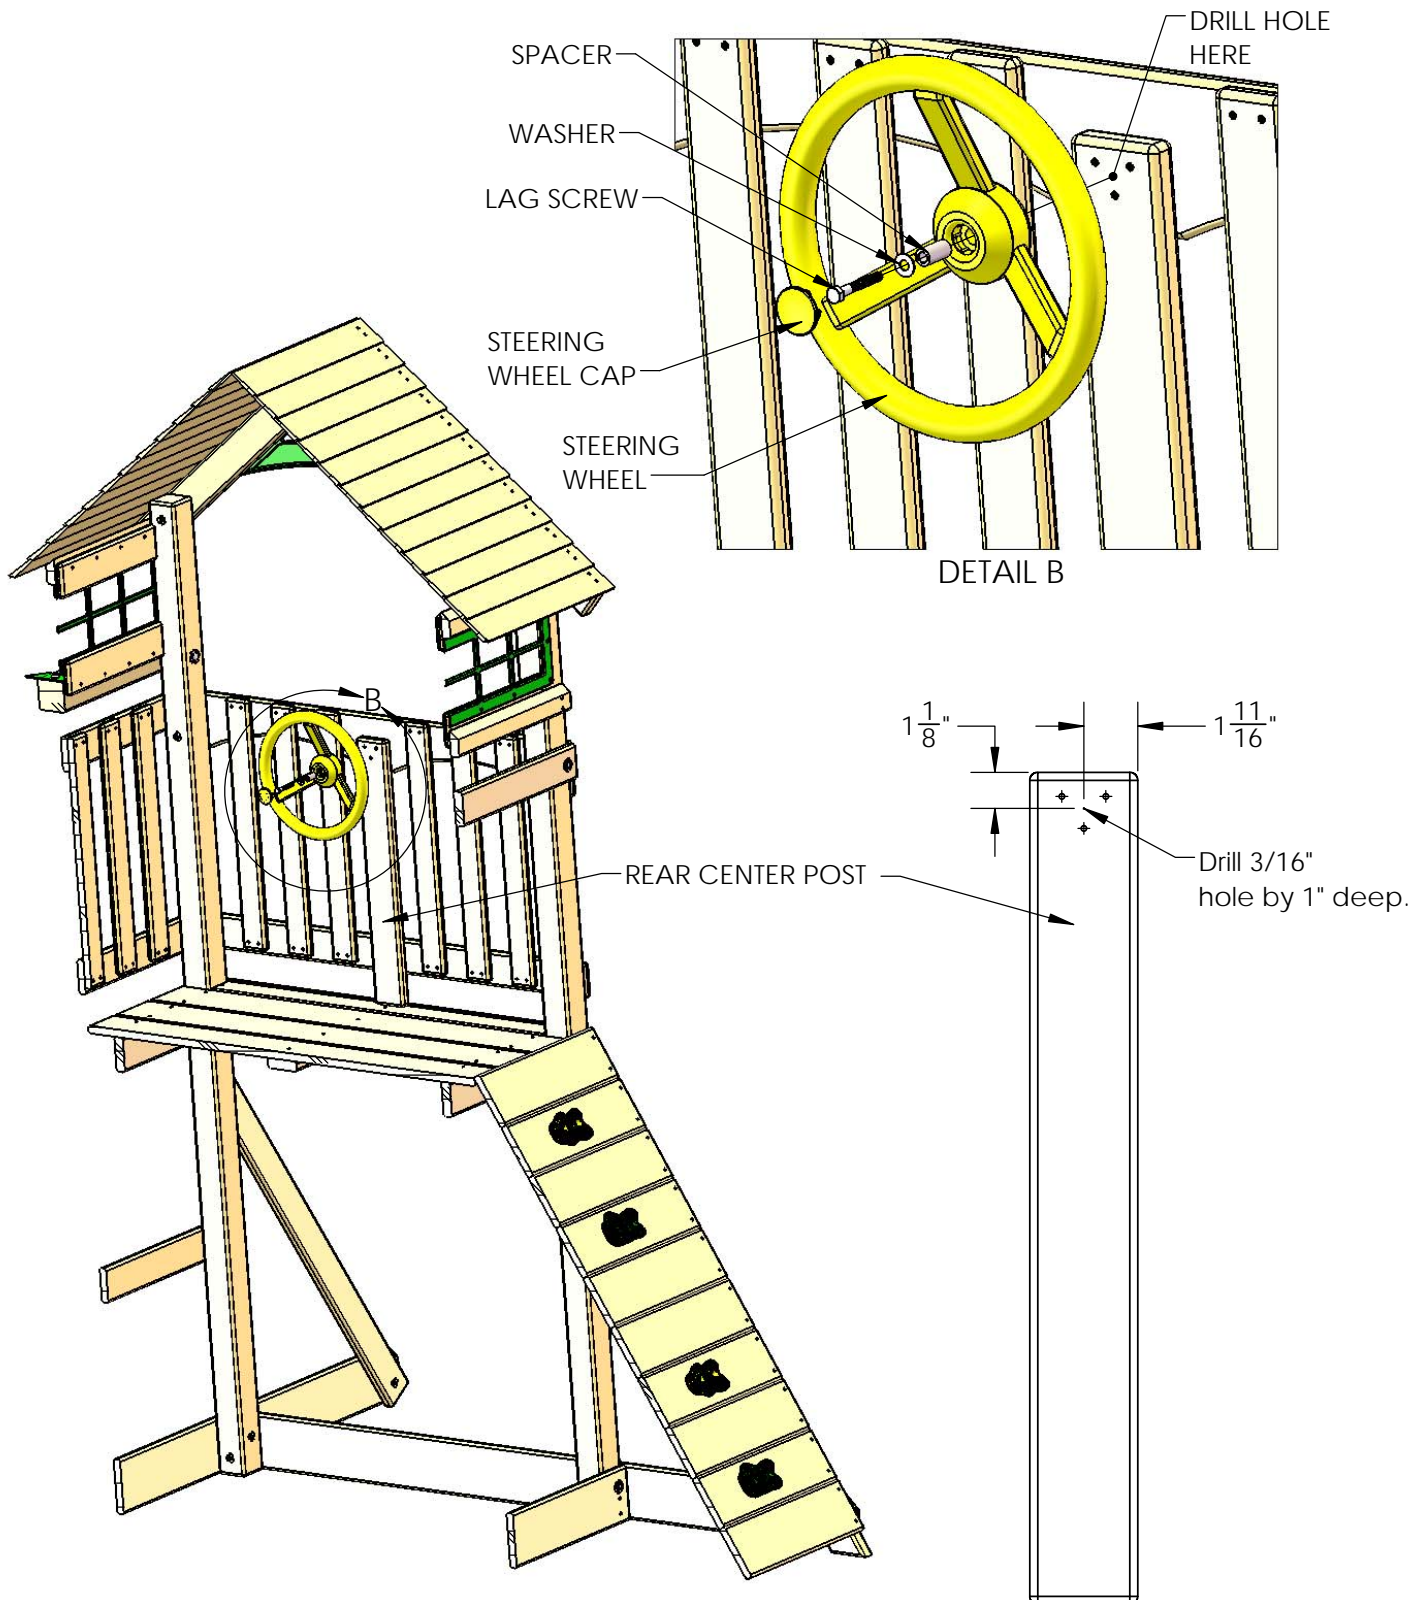 DRILL HOLE
HERE
SPACER
WASHER
LAG SCREW
STEERING
WHEEL CAP
STEERING
WHEEL
DETAIL B
B
1 1/8"
1 11/16"
REAR CENTER POST
Drill 3/16"
hole by 1" deep.